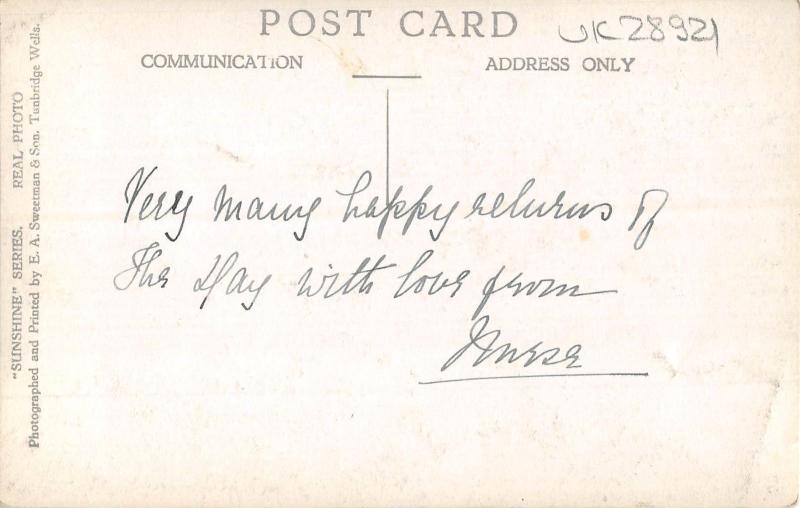 POST CARD
UK28921
COMMUNICATION
ADDRESS ONLY
"SUNSHINE" SERIES. REAL PHOTO
Photographed and Printed by E. A. Sweetman & Son. Tunbridge Wells.
Very many happy returns of
The Day with love from
Nurse